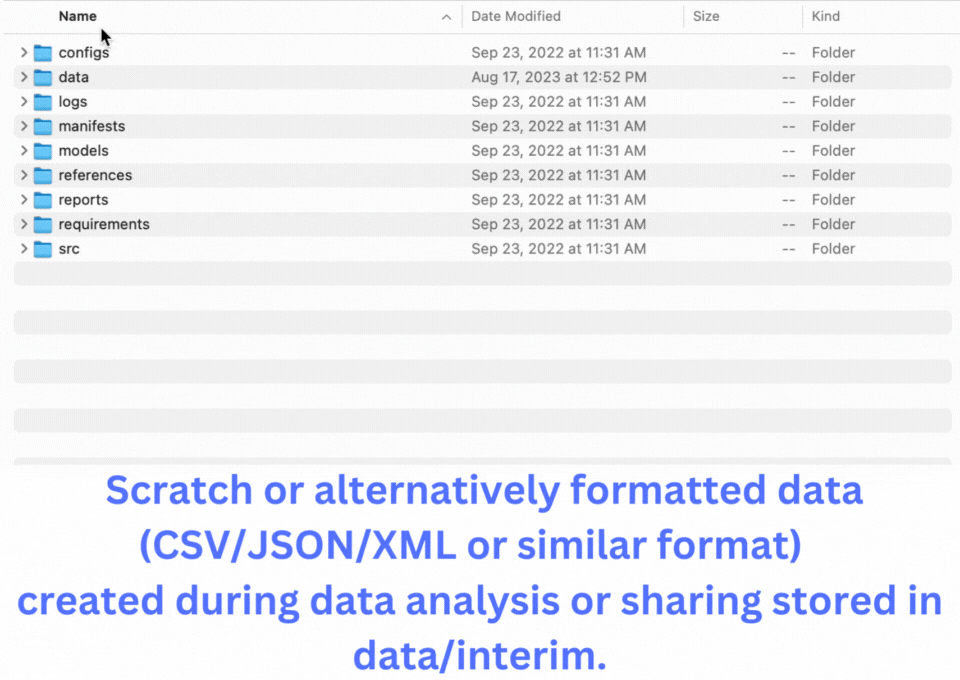 Name Date Modified Size Kind
configs Sep 23, 2022 at 11:31 AM -- Folder
data Aug 17, 2023 at 12:52 PM -- Folder
logs Sep 23, 2022 at 11:31 AM -- Folder
manifests Sep 23, 2022 at 11:31 AM -- Folder
models Sep 23, 2022 at 11:31 AM -- Folder
references Sep 23, 2022 at 11:31 AM -- Folder
reports Sep 23, 2022 at 11:31 AM -- Folder
requirements Sep 23, 2022 at 11:31 AM -- Folder
src Sep 23, 2022 at 11:31 AM -- Folder
Scratch or alternatively formatted data
(CSV/JSON/XML or similar format)
created during data analysis or sharing stored in
data/interim.